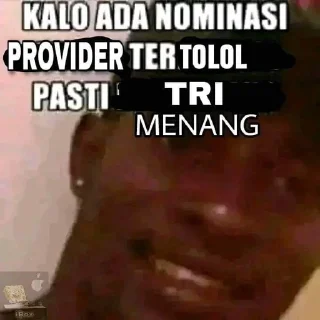 KALO ADA NOMINASI
PROVIDER TER TOLOL
PASTI TRI
MENANG